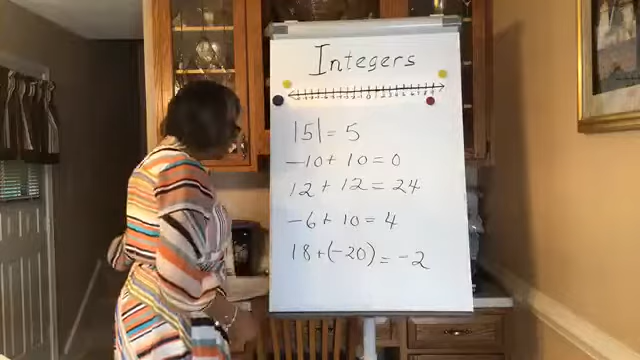 Integers
|5| = 5
-10 + 10 = 0
12 + 12 = 24
-6 + 10 = 4
18 + (-20) = -2